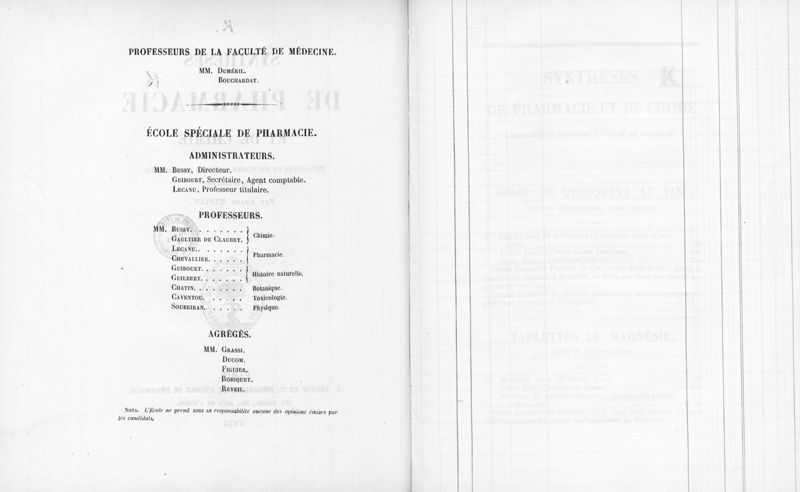 PROFESSEURS DE LA FACULTÉ DE MÉDECINE.
MM. Duméril.
Bouchardat.
ÉCOLE SPÉCIALE DE PHARMACIE.
ADMINISTRATEURS.
MM. Bussy, Directeur.
Guibourt, Secrétaire, Agent comptable.
Lecanu, Professeur titulaire.
PROFESSEURS.
MM. Bussy. . . . . . . . Chimie.
Gaultier de Claubry.
Lecanu. . . . . . . . Pharmacie.
Chevallier. . . . . .
Guibourt. . . . . . . Histoire naturelle.
Guilbert. . . . . . .
Chatin. . . . . . . . Botanique.
Caventou. . . . . . Toxicologie.
Soubeiran. . . . . . Physique.
AGRÉGÉS.
MM. Grassi.
Ducom.
Figuier.
Robiquet.
Reveil.
Nota. L'École ne prend sous sa responsabilité aucune des opinions émises par
les candidats.
SYNTHÈSES K
DE PHARMACIE ET DE CHIMIE
SIROP DE QUINQUINA AU VIN.
TABLETTES DE MAGNÉSIE.